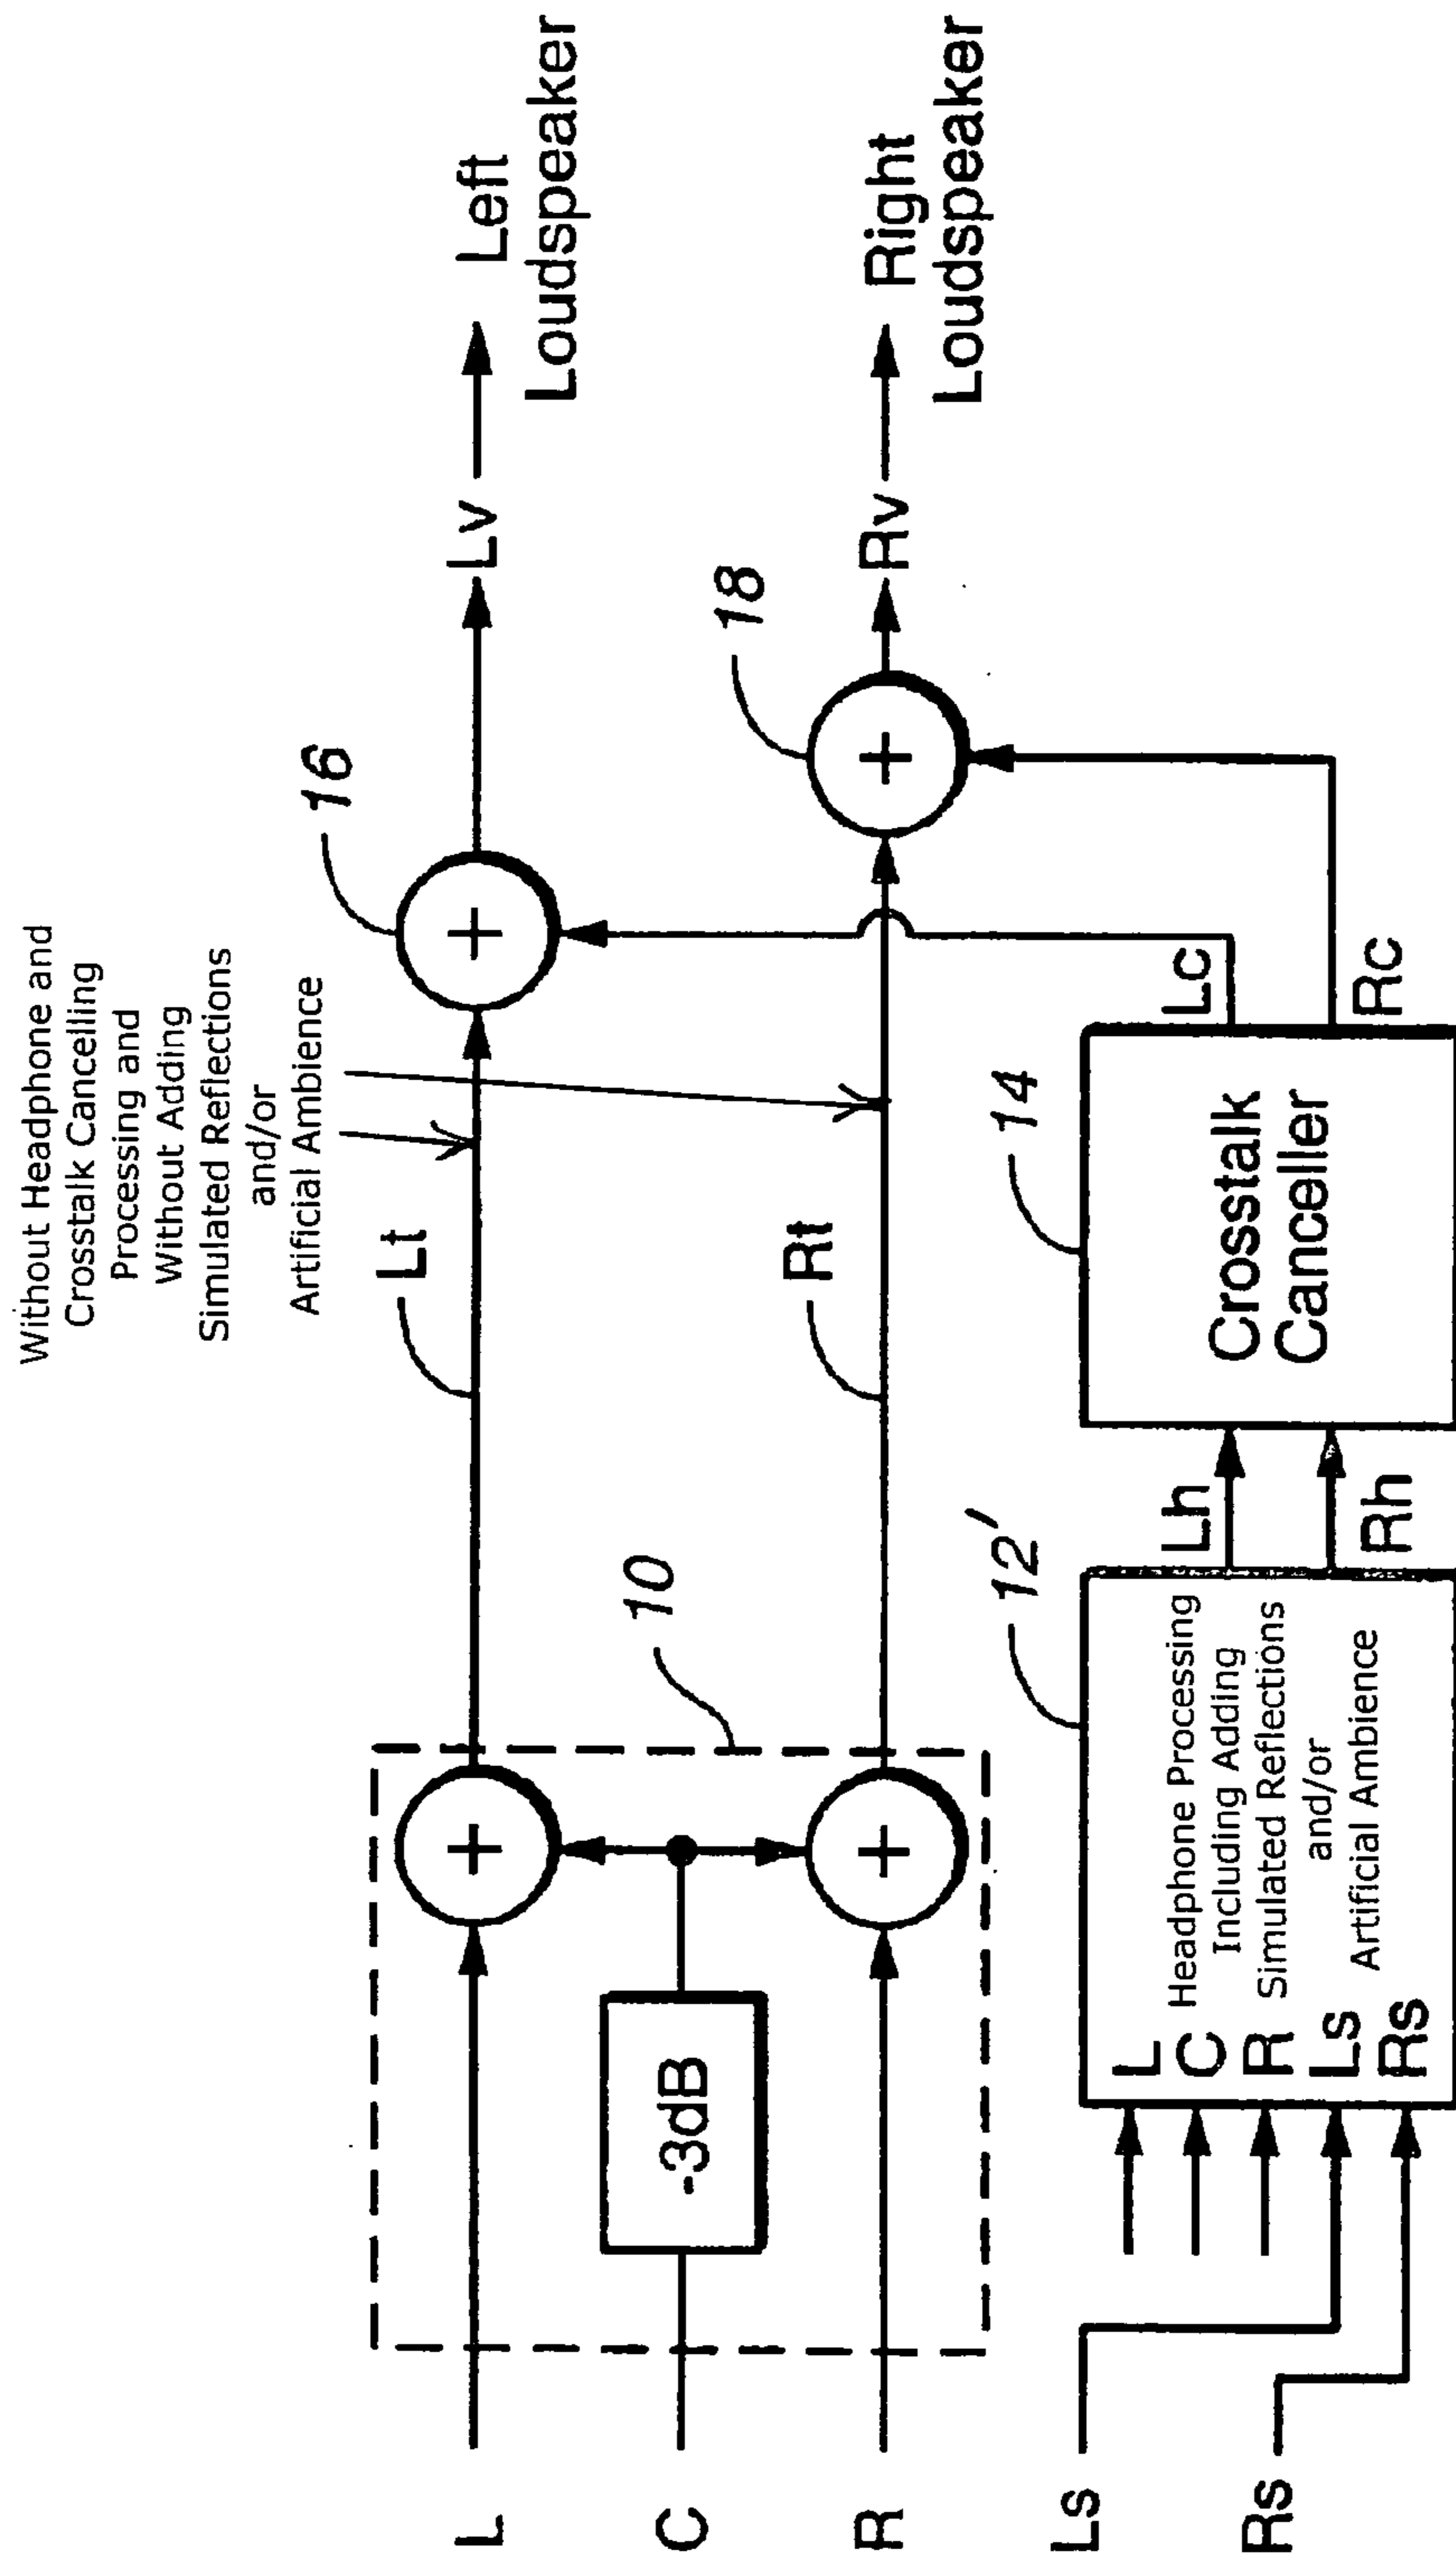 Without Headphone and
Crosstalk Cancelling
Processing and
Without Adding
Simulated Reflections
and/or
Artificial Ambience
16
L
Lt
Lv
Left
Loudspeaker
10
C
-3dB
18
R
Rt
Rv
Right
Loudspeaker
12'
14
Ls
Rs
L
C
R
Ls
Rs
Headphone Processing
Including Adding
Simulated Reflections
and/or
Artificial Ambience
Lh
Rh
Crosstalk
Canceller
Lc
Rc